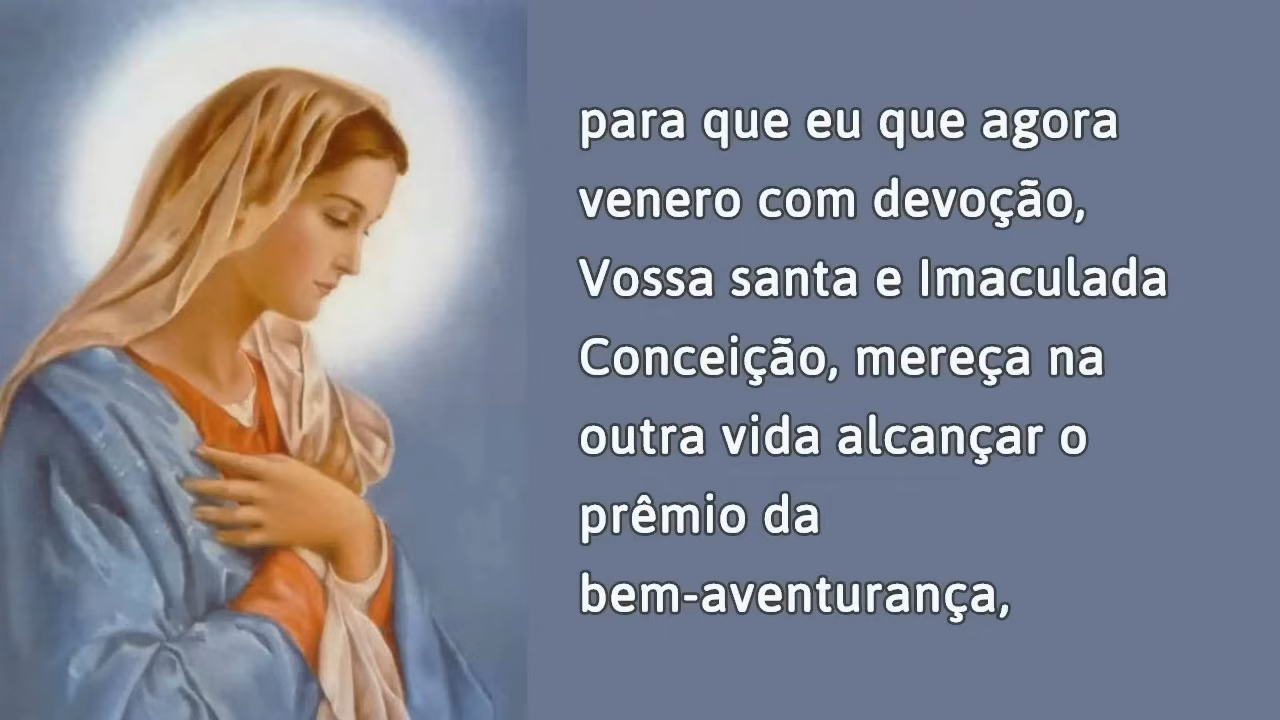 para que eu que agora
venero com devoção,
Vossa santa e Imaculada
Conceição, mereça na
outra vida alcançar o
prêmio da
bem-aventurança,